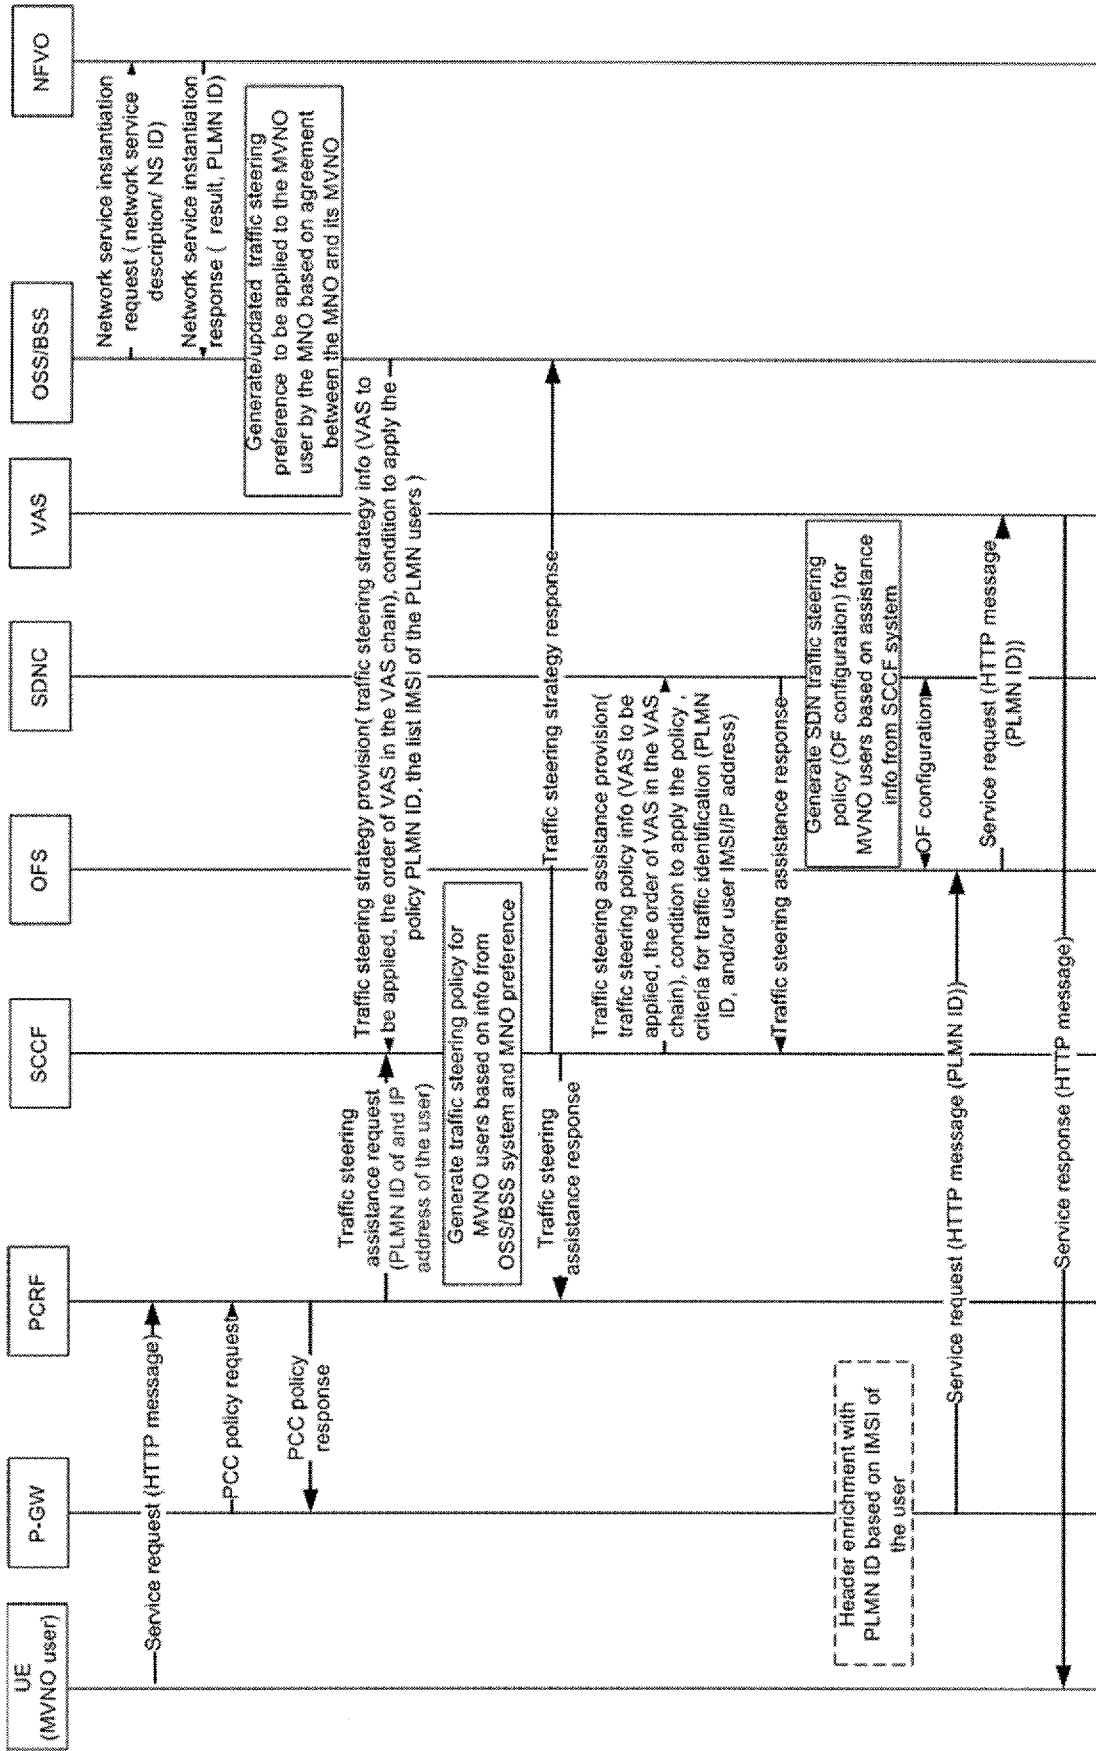 UE
(MVNO user)
P-GW
PCRF
SCCF
OFS
SDNC
VAS
OSS/BSS
NFVO
Network service instantiation
request ( network service
description/ NS ID)
Service request (HTTP message)
Network service instantiation
response ( result, PLMN ID)
PCC policy request
Generate/updated traffic steering
preference to be applied to the MVNO
user by the MNO based on agreement
between the MNO and its MVNO
PCC policy
response
Traffic steering
assistance request
(PLMN ID of and IP
address of the user)
Traffic steering strategy provision( traffic steering strategy info (VAS to
be applied, the order of VAS in the VAS chain), condition to apply the
policy PLMN ID, the list IMSI of the PLMN users )
Generate traffic steering policy for
MVNO users based on info from
OSS/BSS system and MNO preference
Traffic steering strategy response
Traffic steering
assistance response
Traffic steering assistance provision(
traffic steering policy info (VAS to be
applied, the order of VAS in the VAS
chain), condition to apply the policy ,
criteria for traffic identification (PLMN
ID, and/or user IMSI/IP address)
Traffic steering assistance response
Generate SDN traffic steering
policy (OF configuration) for
MVNO users based on assistance
info from SCCF system
Header enrichment with
PLMN ID based on IMSI of
the user
OF configuration
Service request (HTTP message (PLMN ID))
Service request (HTTP message
(PLMN ID))
Service response (HTTP message)